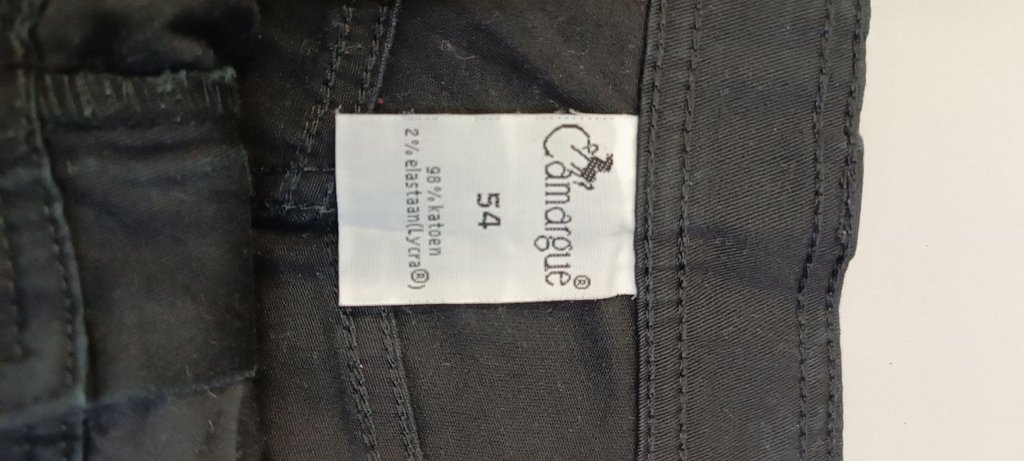 Camargue®
54
98% katoen
2% elastaan(Lycra®)